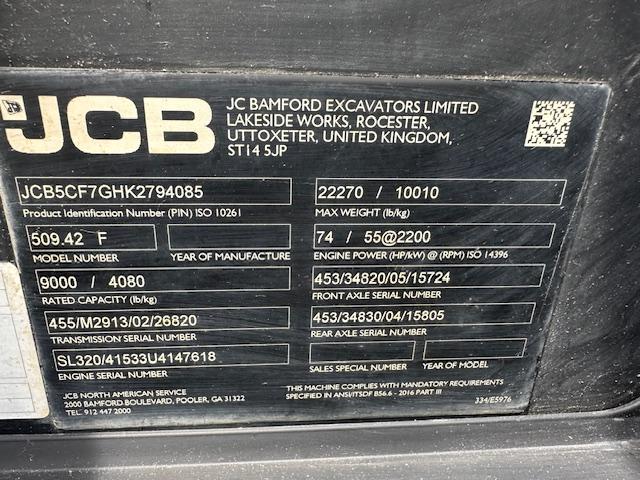 JCB
JC BAMFORD EXCAVATORS LIMITED
LAKESIDE WORKS, ROCESTER,
UTTOXETER, UNITED KINGDOM,
ST14 5JP
JCB5CF7GHK2794085
Product Identification Number (PIN) ISO 10261
22270 / 10010
MAX WEIGHT (lb/kg)
509.42 F
MODEL NUMBER
YEAR OF MANUFACTURE
74 / 55@2200
ENGINE POWER (HP/kW) @ (RPM) ISO 14396
9000 / 4080
RATED CAPACITY (lb/kg)
453/34820/05/15724
FRONT AXLE SERIAL NUMBER
455/M2913/02/26820
TRANSMISSION SERIAL NUMBER
453/34830/04/15805
REAR AXLE SERIAL NUMBER
SL320/41533U4147618
ENGINE SERIAL NUMBER
SALES SPECIAL NUMBER
YEAR OF MODEL
JCB NORTH AMERICAN SERVICE
2000 BAMFORD BOULEVARD, POOLER, GA 31322
TEL. 912 447 2000
THIS MACHINE COMPLIES WITH MANDATORY REQUIREMENTS
SPECIFIED IN ANSI/ITSDF B56.6 - 2016 PART III
334/E5976